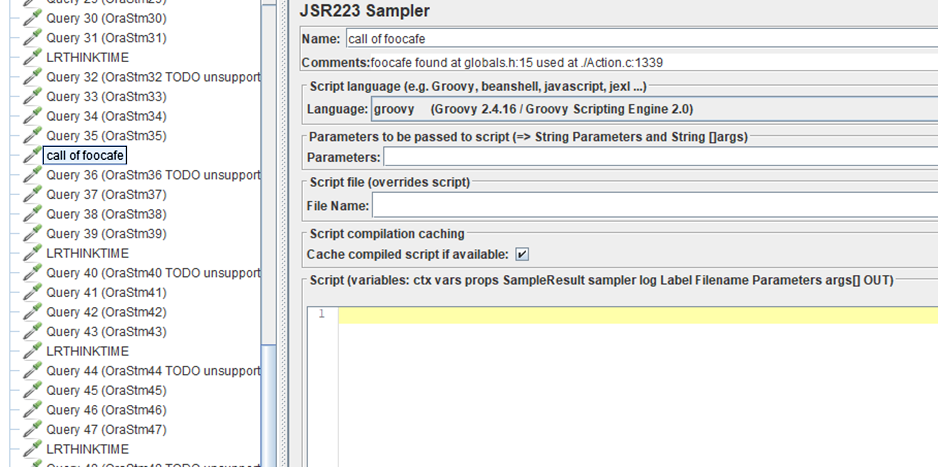 Query 30 (OraStm30)
Query 31 (OraStm31)
LRTHINKTIME
Query 32 (OraStm32 TODO unsupport
Query 33 (OraStm33)
Query 34 (OraStm34)
Query 35 (OraStm35)
call of foocafe
Query 36 (OraStm36 TODO unsupport
Query 37 (OraStm37)
Query 38 (OraStm38)
Query 39 (OraStm39)
LRTHINKTIME
Query 40 (OraStm40 TODO unsupport
Query 41 (OraStm41)
Query 42 (OraStm42)
Query 43 (OraStm43)
LRTHINKTIME
Query 44 (OraStm44 TODO unsupport
Query 45 (OraStm45)
Query 46 (OraStm46)
Query 47 (OraStm47)
LRTHINKTIME
JSR223 Sampler
Name: call of foocafe
Comments: foocafe found at globals.h:15 used at ./Action.c:1339
Script language (e.g. Groovy, beanshell, javascript, jexl ...)
Language: groovy (Groovy 2.4.16 / Groovy Scripting Engine 2.0)
Parameters to be passed to script (=> String Parameters and String []args)
Parameters:
Script file (overrides script)
File Name:
Script compilation caching
Cache compiled script if available:
Script (variables: ctx vars props SampleResult sampler log Label Filename Parameters args[] OUT)
1